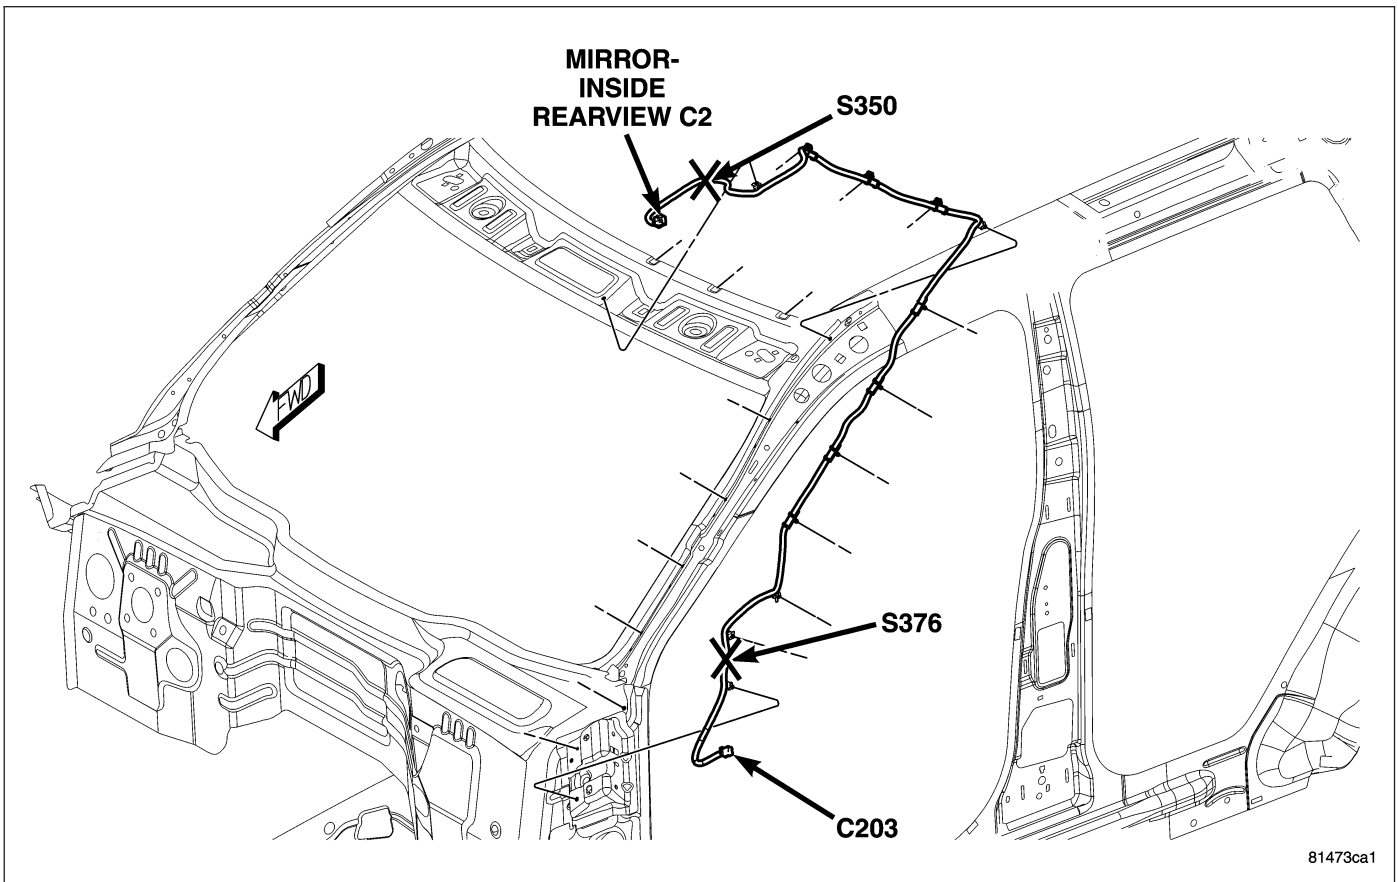 MIRROR-
INSIDE
REARVIEW C2
S350
FWD
S376
C203
81473ca1